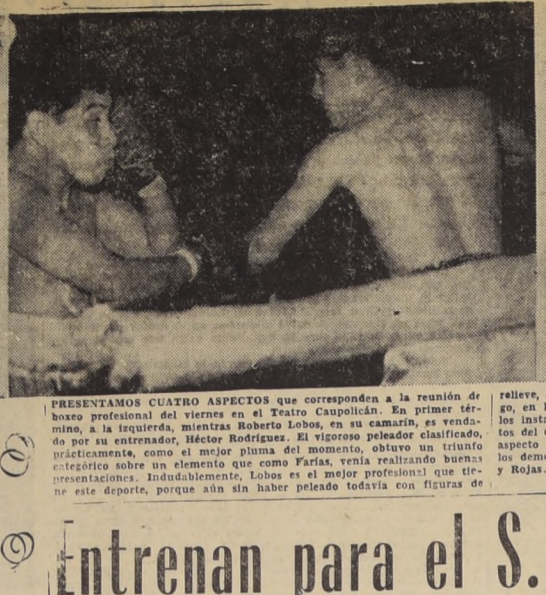 PRESENTAMOS CUATRO ASPECTOS que corresponden a la reunión de
boxeo profesional del viernes en el Teatro Caupolicán. En primer tér-
mino, a la izquierda, mientras Roberto Lobos, en su camarín, es venda-
do por su entrenador, Héctor Rodríguez. El vigoroso peleador clasificado,
prácticamente, como el mejor pluma del momento, obtuvo un triunfo
categórico sobre un elemento que como Farías, venía realizando buenas
presentaciones. Indudablemente, Lobos es el mejor profesional que tie-
ne este deporte, porque aún sin haber peleado todavía con figuras de
relieve,
go, en
los inst
tos del
aspecto
los demo
y Rojas.
Entrenan para el S.